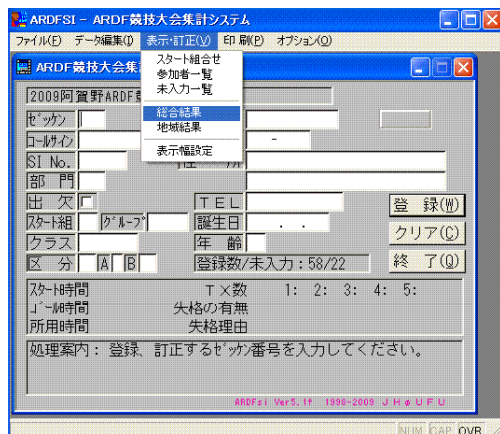 ARDFSI － ARDF競技大会集計システム
ファイル(F) データ編集(I) 表示・訂正(V) 印 刷(P) オプション(O)
スタート組合せ
参加者一覧
未入力一覧
総合結果
地域結果
表示幅設定
ARDF競技大会集
2009阿賀野ARDF
ｾﾞｯｹﾝ
ｺｰﾙｻｲﾝ
-
SI No.
部 門
出 欠
TEL
登 録(W)
ｽﾀｰﾄ組 ｸﾞﾙｰﾌﾟ 誕生日 . .
クリア(C)
クラス 年 齢
区 分 A B 登録数/未入力：58/22
終 了(Q)
ｽﾀｰﾄ時間 TX数 1: 2: 3: 4: 5:
ｺﾞｰﾙ時間 失格の有無
所用時間 失格理由
処理案内： 登録、訂正するｾﾞｯｹﾝ番号を入力してください。
ARDFsi Ver5.1f 1998-2009 JHφUFU
NUM CAP OVR